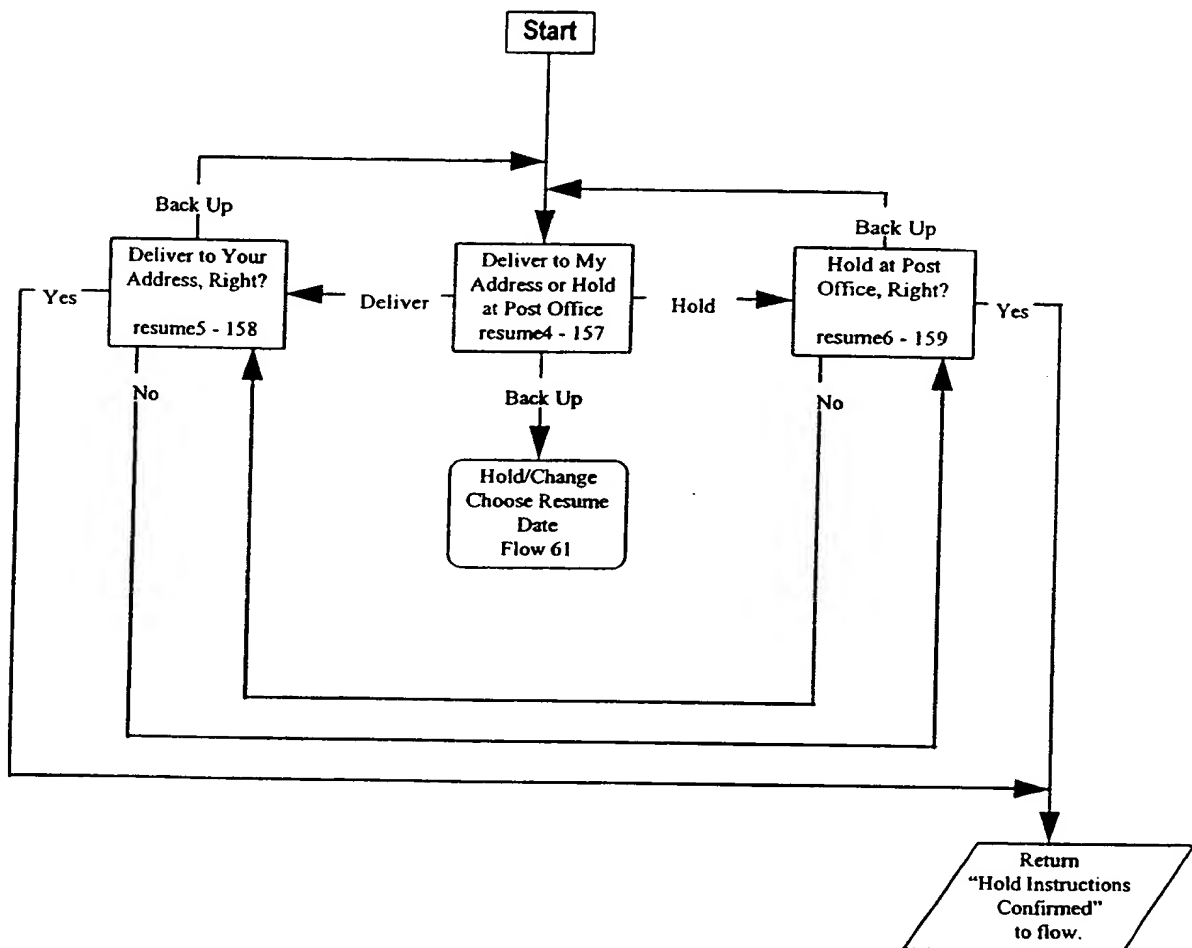 Start
Back Up
Back Up
Deliver to Your
Address, Right?
resume5 - 158
Deliver to My
Address or Hold
at Post Office
resume4 - 157
Hold at Post
Office, Right?
resume6 - 159
Yes
Deliver
Hold
Yes
No
Back Up
No
Hold/Change
Choose Resume
Date
Flow 61
Return
“Hold Instructions
Confirmed”
to flow.